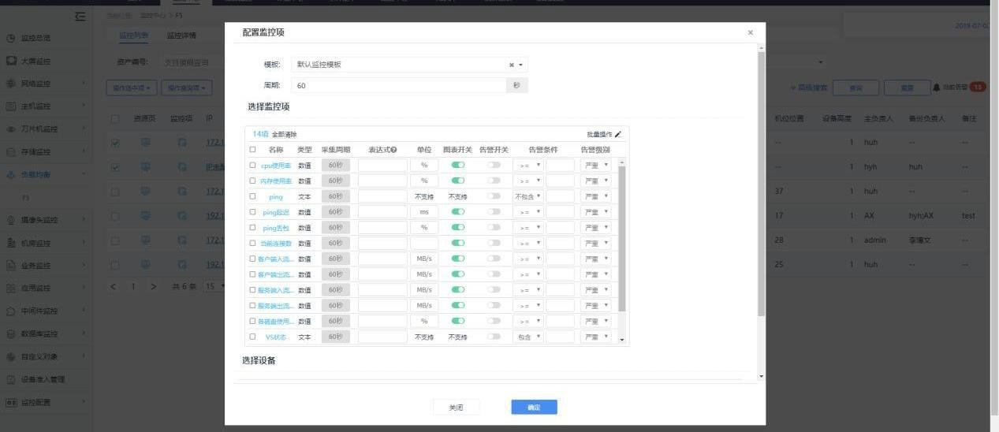 监控中心 > F5
2019-07-0
监控总览
大屏监控
网络监控
主机监控
刀片机监控
存储监控
负载均衡
F5
摄像头监控
机房监控
业务监控
应用监控
中间件监控
数据库监控
自定义对象
设备准入管理
监控配置
监控列表 监控详情
资产编号: 支持模糊查询
操作选中项 操作查询项
高级搜索 查询 重置 当前告警 15
资源页 监控项 IP 机位位置 设备高度 主负责人 备份负责人 备注
172.1 -- 1 huh -- --
IP未配 -- 1 hyh huh --
172.1 37 1 huh -- --
192.1 17 1 AX hyh;AX test
172.1 28 1 admin 李博文 --
192.1 25 1 huh -- --
< 1 > 共 6 条 15
配置监控项 ×
模板: 默认监控模板
周期: 60 秒
选择监控项
14项 全部清除 批量操作
名称 类型 采集周期 表达式 单位 图表开关 告警开关 告警条件 告警级别
cpu使用率 数值 60秒 % >= 严重
内存使用率 数值 60秒 % >= 严重
ping 文本 60秒 不支持 不支持 不包含 严重
ping延迟 数值 60秒 ms >= 严重
ping丢包 数值 60秒 % >= 严重
当前连接数 数值 60秒 >= 严重
客户端入流... 数值 60秒 MB/s >= 严重
客户端出流... 数值 60秒 MB/s >= 严重
服务端入流... 数值 60秒 MB/s >= 严重
服务端出流... 数值 60秒 MB/s >= 严重
各磁盘使用... 数值 60秒 % >= 严重
VS状态 文本 60秒 不支持 不支持 包含 严重
选择设备
关闭 确定